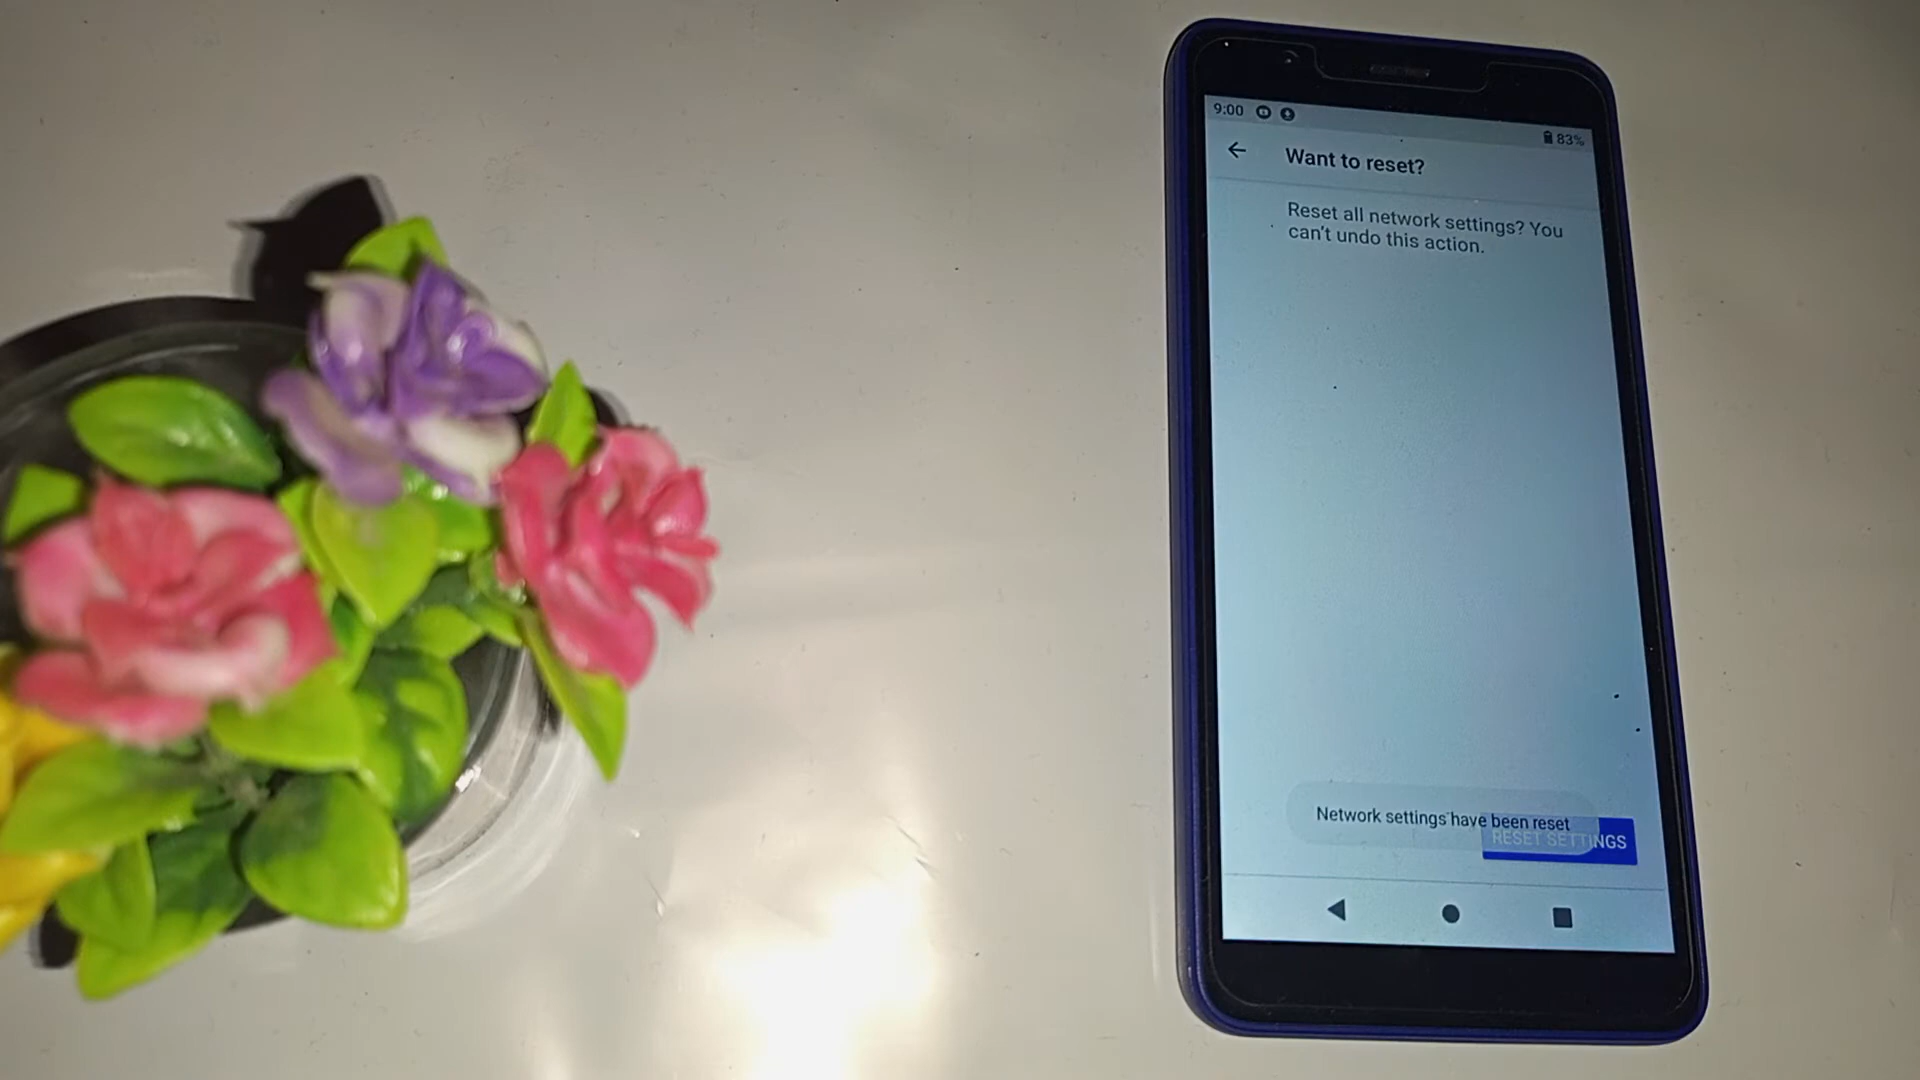 9:00
83%
Want to reset?
Reset all network settings? You
can't undo this action.
Network settings have been reset
RESET SETTINGS